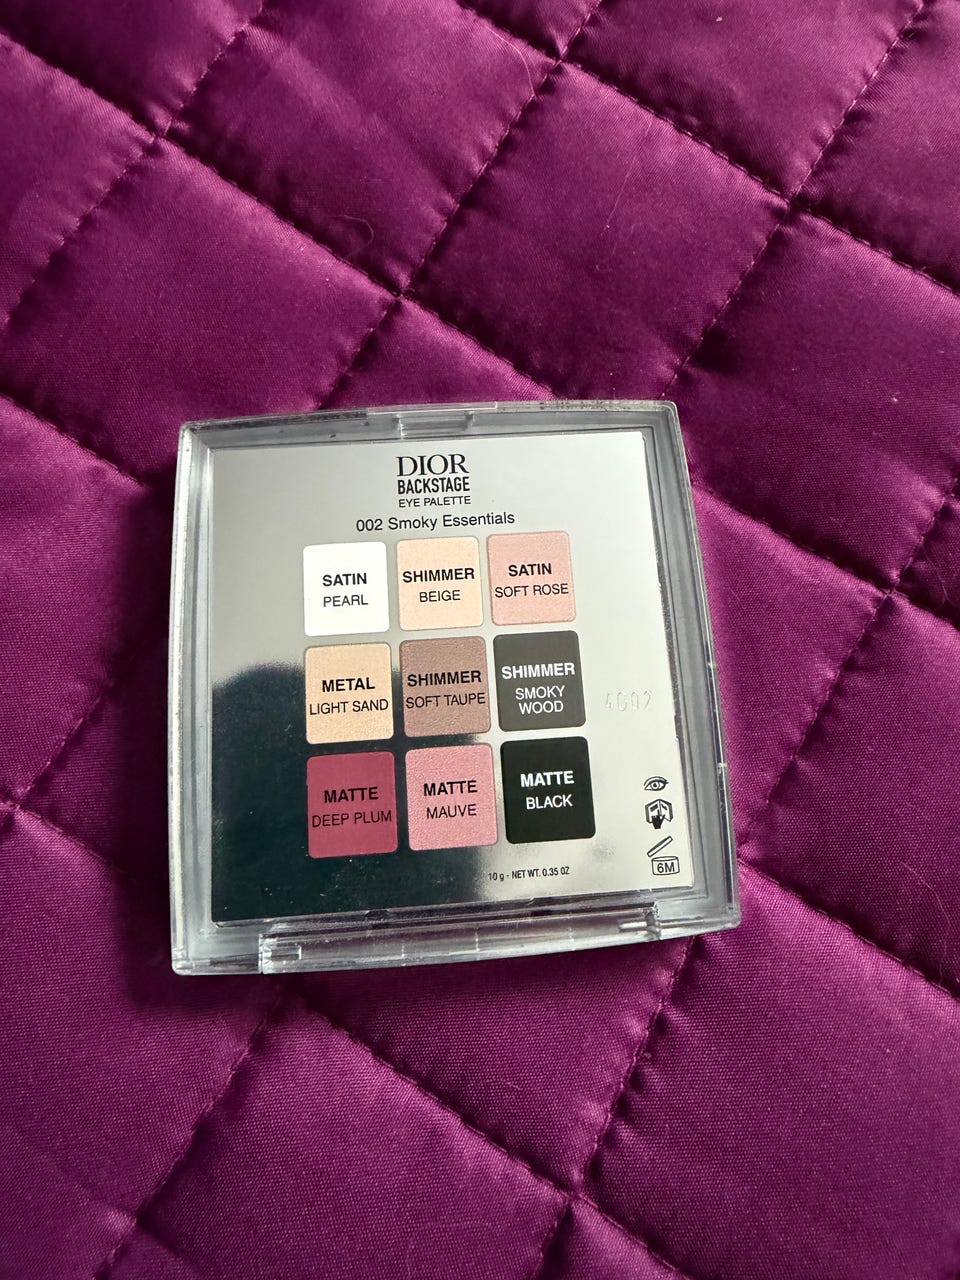 DIOR
BACKSTAGE
EYE PALETTE
002 Smoky Essentials
SATIN
PEARL
SHIMMER
BEIGE
SATIN
SOFT ROSE
METAL
LIGHT SAND
SHIMMER
SOFT TAUPE
SHIMMER
SMOKY
WOOD
4G02
MATTE
DEEP PLUM
MATTE
MAUVE
MATTE
BLACK
10 g - NET WT. 0.35 OZ
6M